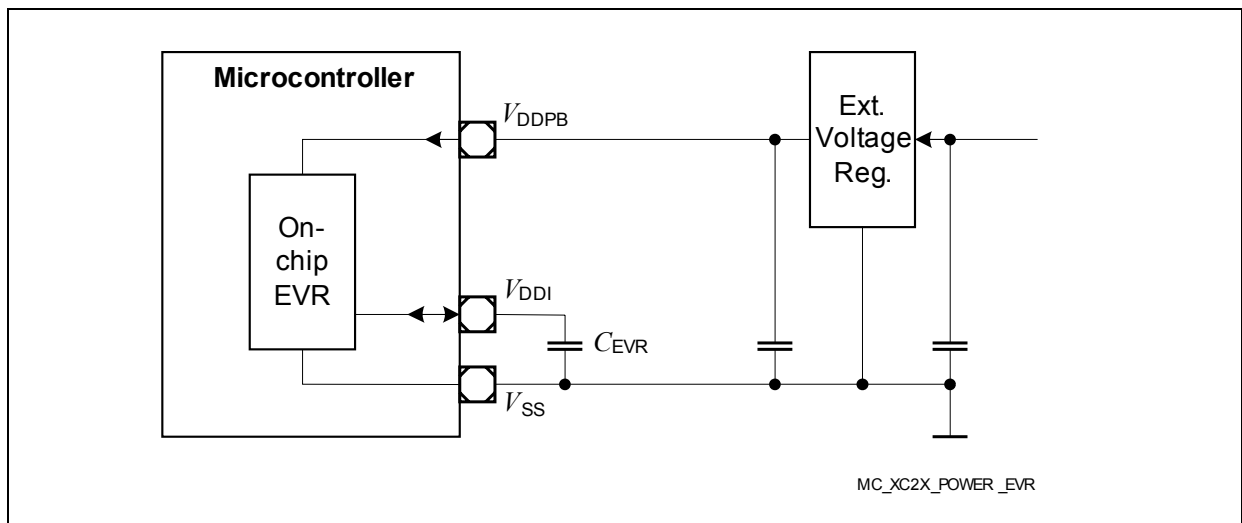 Microcontroller
VDDPB
Ext.
Voltage
Reg.
On-
chip
EVR
VDDI
CEVR
VSS
MC_XC2X_POWER _EVR